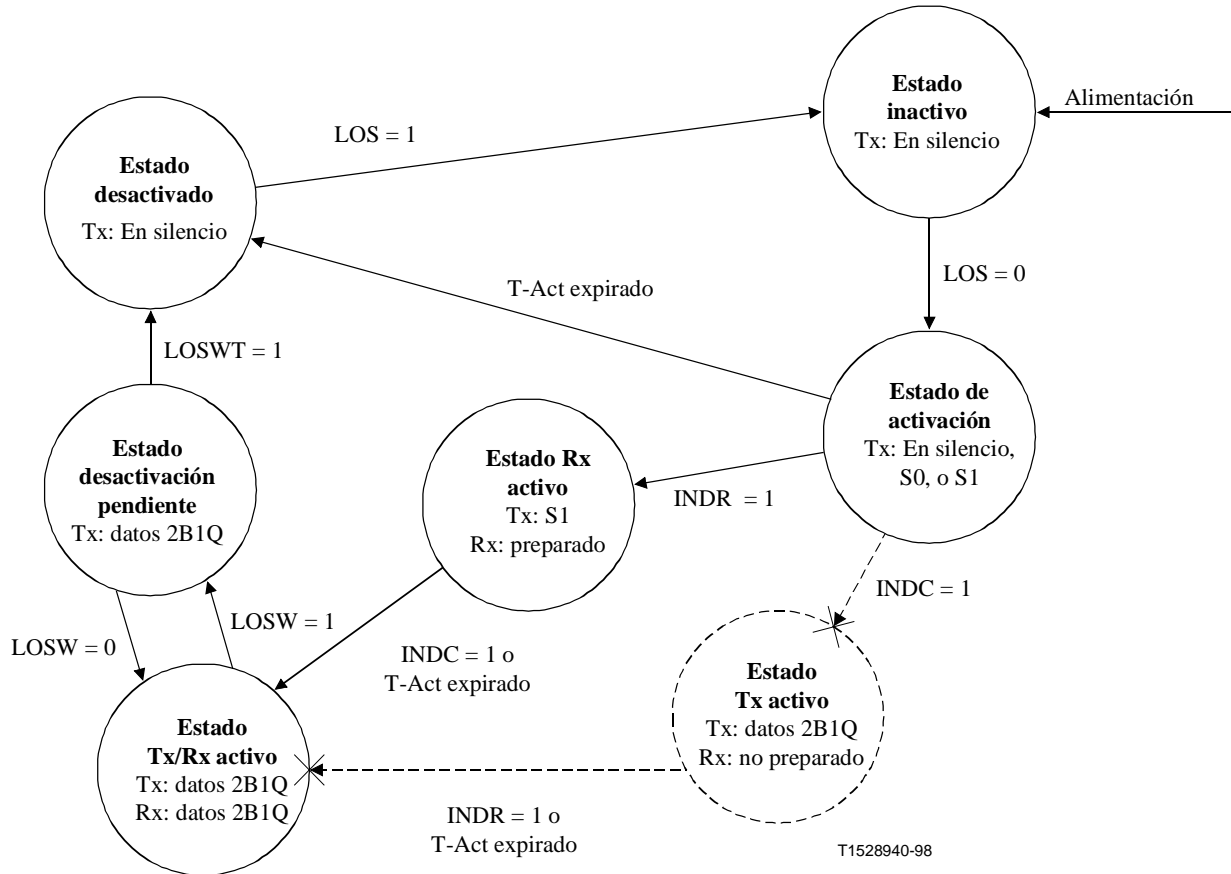 Estado
inactivo
Tx: En silencio
Alimentación
LOS = 1
Estado
desactivado
Tx: En silencio
LOS = 0
T-Act expirado
LOSWT = 1
Estado de
activación
Tx: En silencio,
S0, o S1
Estado
desactivación
pendiente
Tx: datos 2B1Q
Estado Rx
activo
Tx: S1
Rx: preparado
INDR = 1
INDC = 1
LOSW = 1
LOSW = 0
INDC = 1 o
T-Act expirado
Estado
Tx activo
Tx: datos 2B1Q
Rx: no preparado
Estado
Tx/Rx activo
Tx: datos 2B1Q
Rx: datos 2B1Q
INDR = 1 o
T-Act expirado
T1528940-98